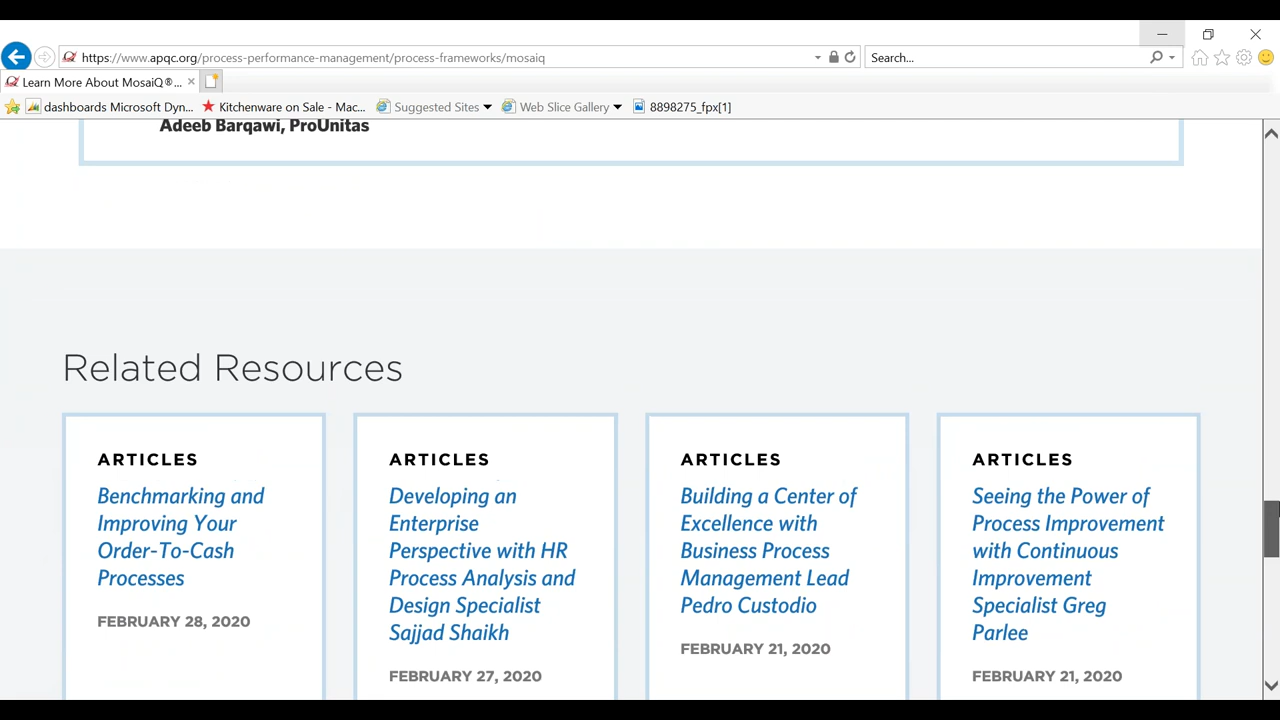 https://www.apqc.org/process-performance-management/process-frameworks/mosaiq
Search...
Learn More About MosaiQ® ...
dashboards Microsoft Dyn...
Kitchenware on Sale - Mac...
Suggested Sites
Web Slice Gallery
8898275_fpx[1]
Adeeb Barqawi, ProUnitas
Related Resources
ARTICLES
Benchmarking and
Improving Your
Order-To-Cash
Processes
FEBRUARY 28, 2020
ARTICLES
Developing an
Enterprise
Perspective with HR
Process Analysis and
Design Specialist
Sajjad Shaikh
FEBRUARY 27, 2020
ARTICLES
Building a Center of
Excellence with
Business Process
Management Lead
Pedro Custodio
FEBRUARY 21, 2020
ARTICLES
Seeing the Power of
Process Improvement
with Continuous
Improvement
Specialist Greg
Parlee
FEBRUARY 21, 2020